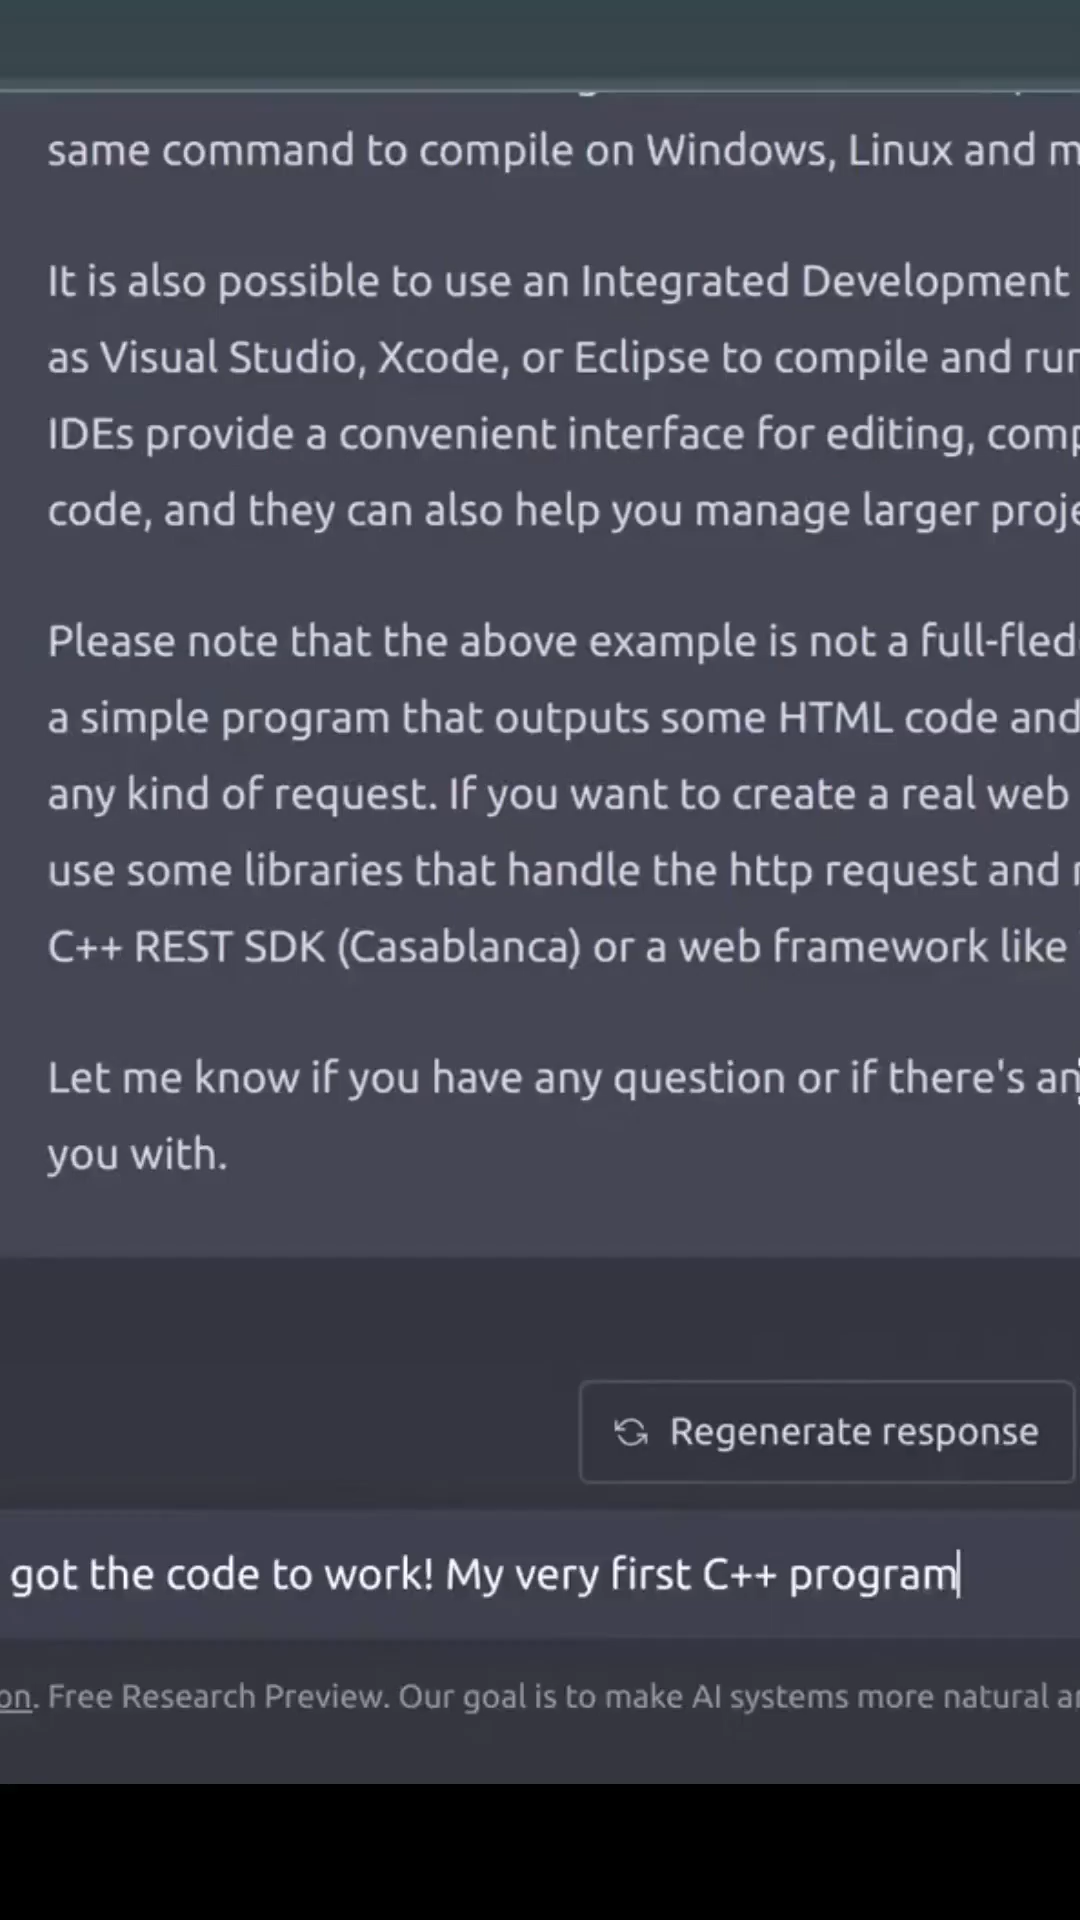 same command to compile on Windows, Linux and
It is also possible to use an Integrated Development
as Visual Studio, Xcode, or Eclipse to compile and run
IDEs provide a convenient interface for editing,
code, and they can also help you manage larger
Please note that the above example is not a
a simple program that outputs some HTML code and
any kind of request. If you want to create a real web
use some libraries that handle the http request and
C++ REST SDK (Casablanca) or a web framework like
Let me know if you have any question or if there's
you with.
Regenerate response
got the code to work! My very first C++ program
Free Research Preview. Our goal is to make AI systems more natural